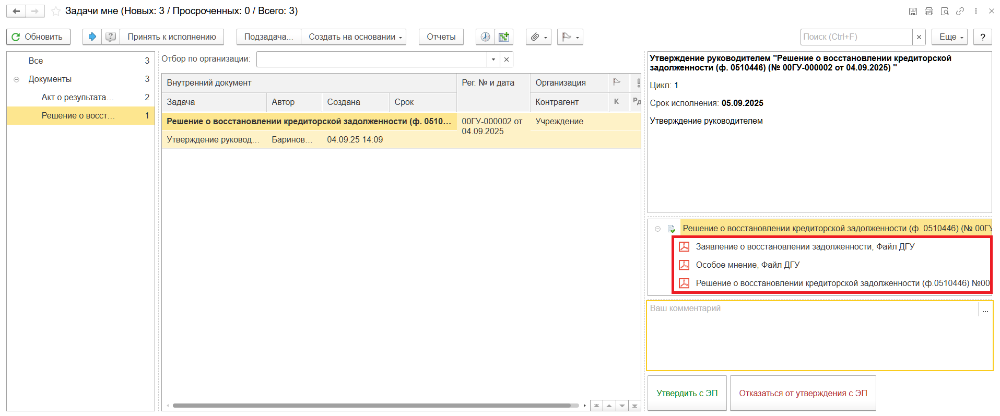 Задачи мне (Новых: 3 / Просроченных: 0 / Всего: 3)
Обновить
Принять к исполнению
Подзадача...
Создать на основании
Отчеты
Поиск (Ctrl+F)
Еще
?
Все 3
Документы 3
Акт о результата... 2
Решение о восст... 1
Отбор по организации:
Внутренний документ Рег. № и дата Организация
Задача Автор Создана Срок Контрагент К РД
Решение о восстановлении кредиторской задолженности (ф. 0510... 00ГУ-000002 от 04.09.2025 Учреждение
Утверждение руковод... Баринов... 04.09.25 14:09
Утверждение руководителем "Решение о восстановлении кредиторской
задолженности (ф. 0510446) (№ 00ГУ-000002 от 04.09.2025) "
Цикл: 1
Срок исполнения: 05.09.2025
Утверждение руководителем
Решение о восстановлении кредиторской задолженности (ф. 0510446) (№ 00ГУ
Заявление о восстановлении задолженности, Файл ДГУ
Особое мнение, Файл ДГУ
Решение о восстановлении кредиторской задолженности (ф.0510446) №00
Ваш комментарий
...
Утвердить с ЭП
Отказаться от утверждения с ЭП